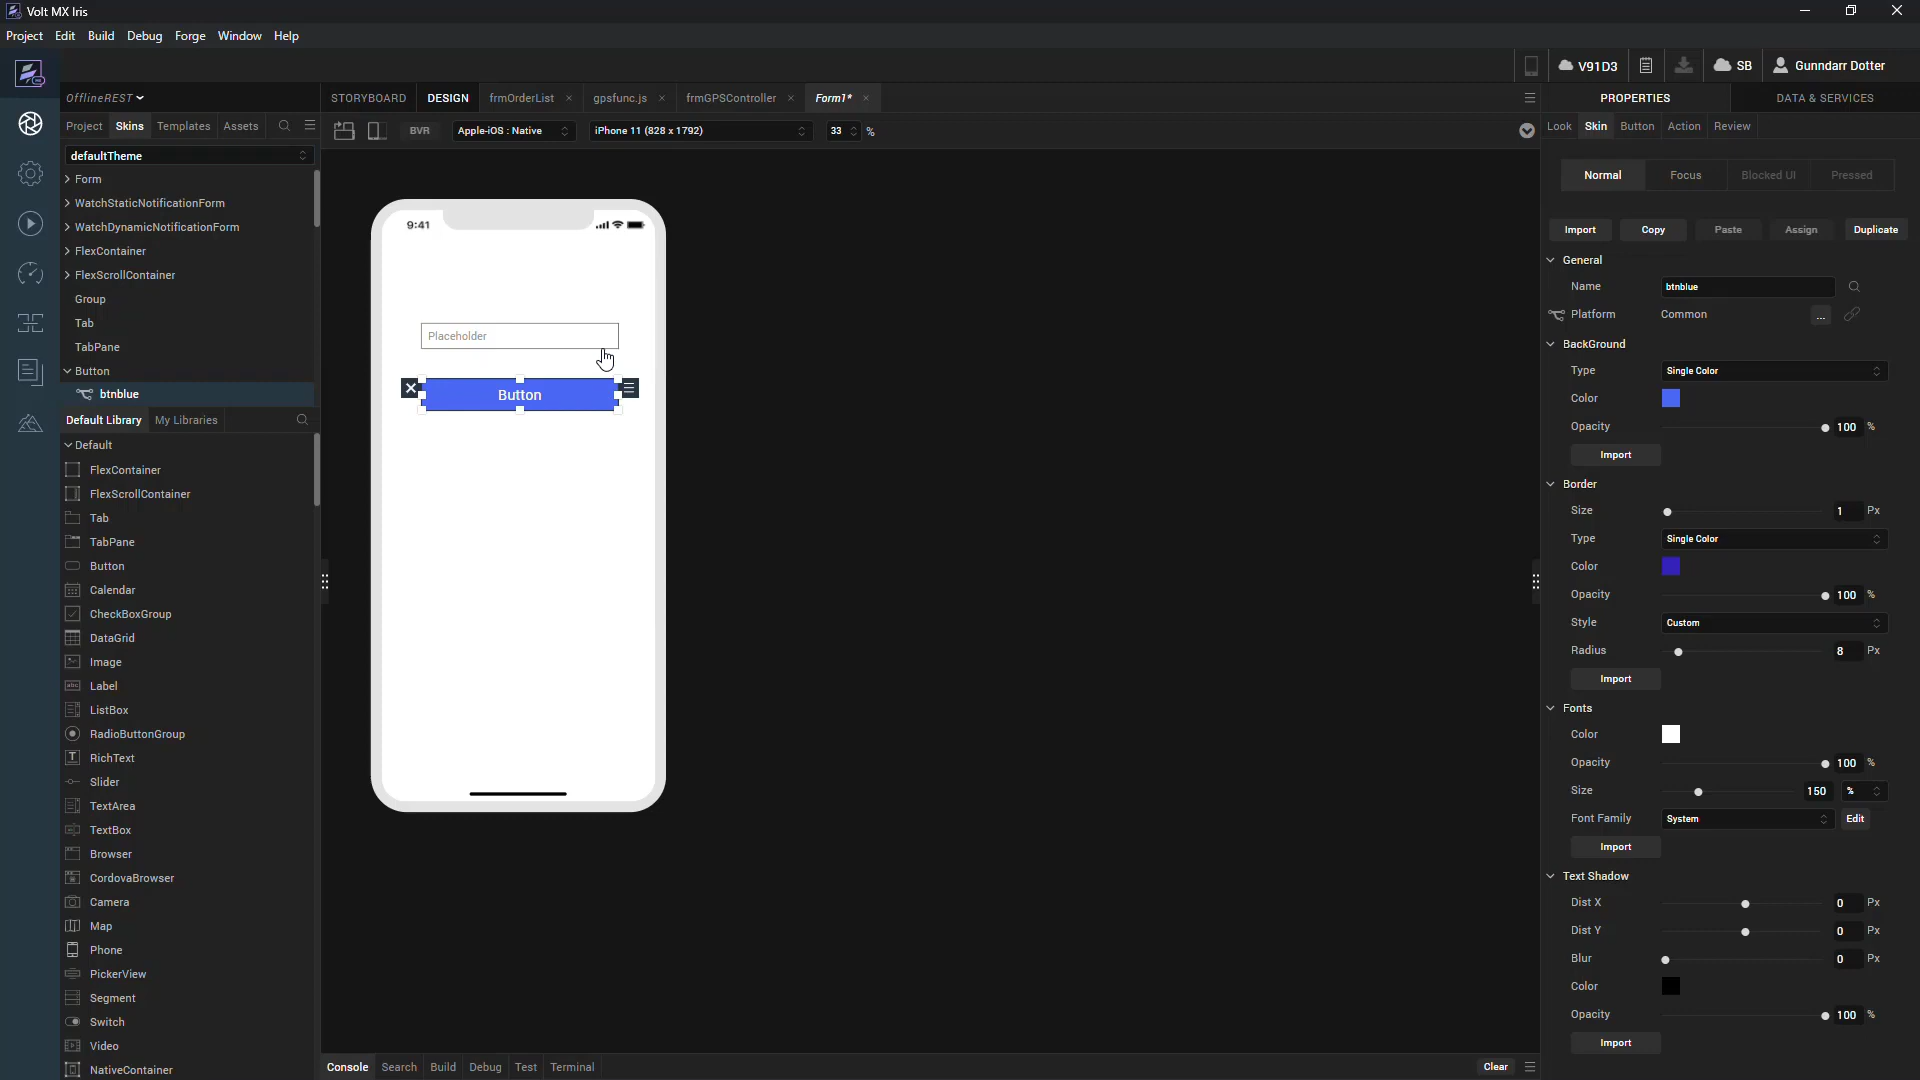 Volt MX Iris
Project Edit Build Debug Forge Window Help
V91D3 SB Gunndarr Dotter
OfflineREST
STORYBOARD DESIGN frmOrderList × gpsfunc.js × frmGPSController × Form1* ×
PROPERTIES DATA & SERVICES
Project Skins Templates Assets
BVR Apple-iOS : Native iPhone 11 (828 x 1792) 33 %
Look Skin Button Action Review
defaultTheme
Form
WatchStaticNotificationForm
WatchDynamicNotificationForm
FlexContainer
FlexScrollContainer
Group
Tab
TabPane
Button
btnblue
Default Library My Libraries
Default
FlexContainer
FlexScrollContainer
Tab
TabPane
Button
Calendar
CheckBoxGroup
DataGrid
Image
Label
ListBox
RadioButtonGroup
RichText
Slider
TextArea
TextBox
Browser
CordovaBrowser
Camera
Map
Phone
PickerView
Segment
Switch
Video
NativeContainer
9:41
Placeholder
Button
Console Search Build Debug Test Terminal
Clear
Normal Focus Blocked UI Pressed
Import Copy Paste Assign Duplicate
General
Name btnblue
Platform Common ...
BackGround
Type Single Color
Color
Opacity 100 %
Import
Border
Size 1 Px
Type Single Color
Color
Opacity 100 %
Style Custom
Radius 8 Px
Import
Fonts
Color
Opacity 100 %
Size 150 %
Font Family System Edit
Import
Text Shadow
Dist X 0 Px
Dist Y 0 Px
Blur 0 Px
Color
Opacity 100 %
Import